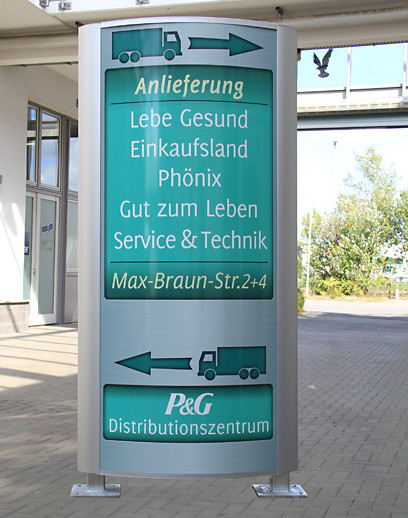 Anlieferung
Lebe Gesund
Einkaufsland
Phönix
Gut zum Leben
Service & Technik
Max-Braun-Str.2+4
P&G
Distributionszentrum